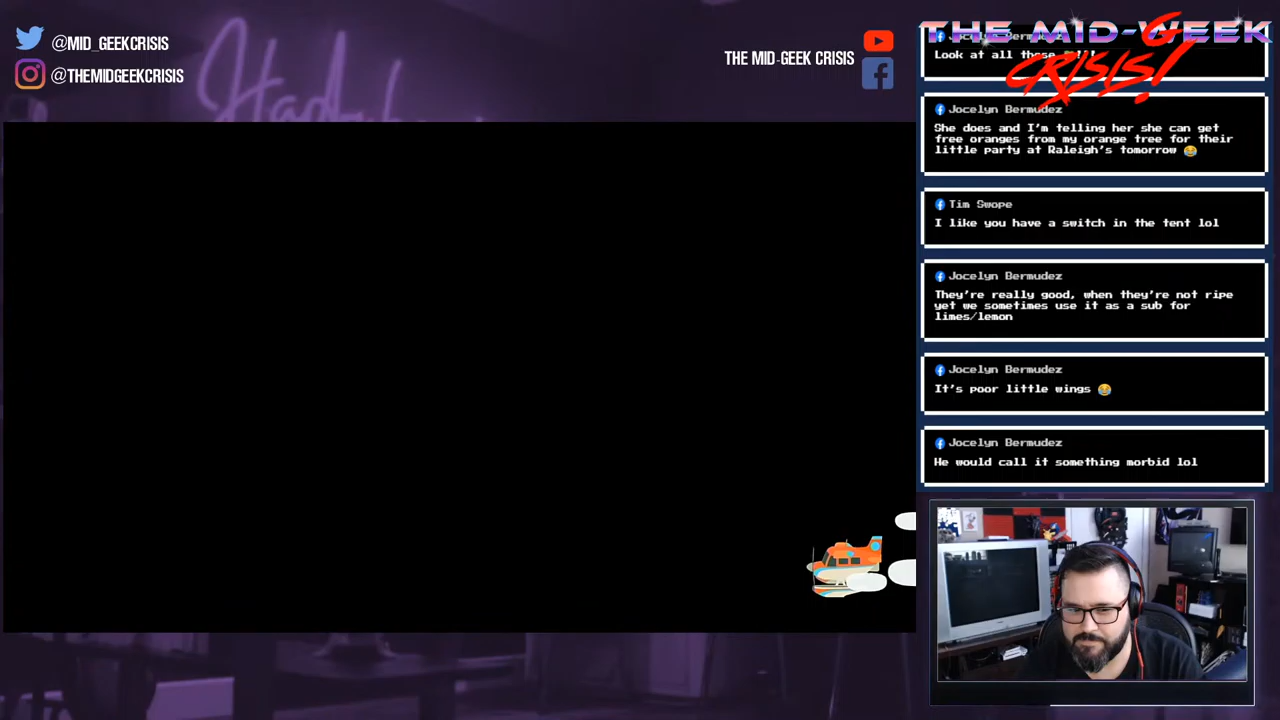 @MID_GEEKCRISIS
@THEMIDGEEKCRISIS
THE MID-GEEK CRISIS
THE MID-WEEK
G
CRISIS!
Jocelyn Bermudez
Look at all these
Jocelyn Bermudez
She does and I'm telling her she can get
free oranges from my orange tree for their
little party at Raleigh's tomorrow 😂
Tim Swope
I like you have a switch in the tent lol
Jocelyn Bermudez
They're really good, when they're not ripe
yet we sometimes use it as a sub for
limes/lemon
Jocelyn Bermudez
It's poor little wings 😂
Jocelyn Bermudez
He would call it something morbid lol